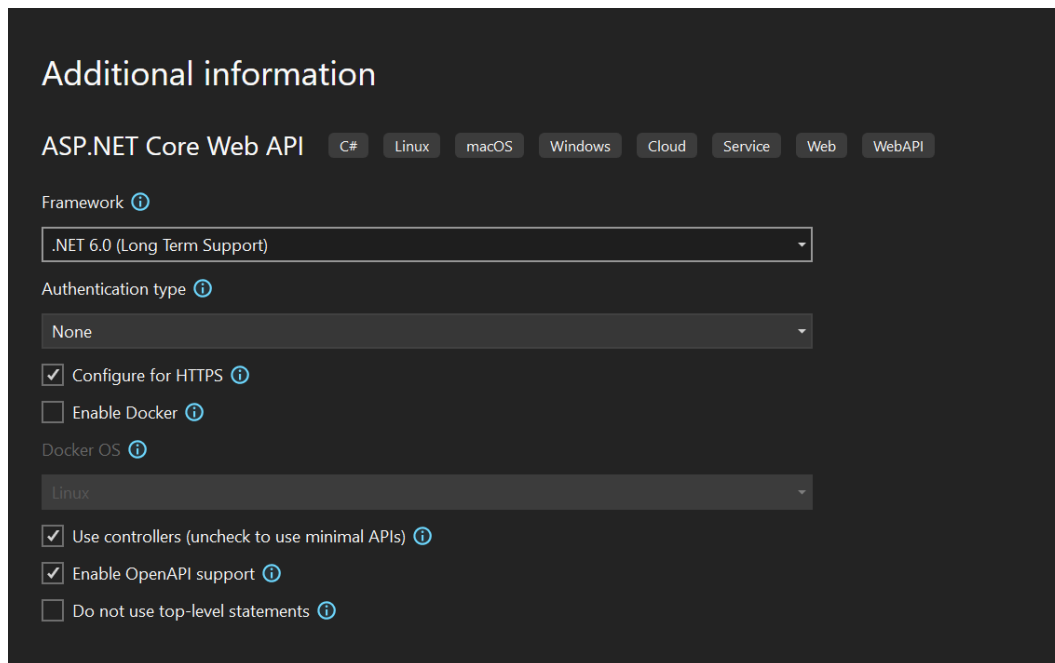 Additional information
ASP.NET Core Web API C# Linux macOS Windows Cloud Service Web WebAPI
Framework
.NET 6.0 (Long Term Support)
Authentication type
None
Configure for HTTPS
Enable Docker
Docker OS
Linux
Use controllers (uncheck to use minimal APIs)
Enable OpenAPI support
Do not use top-level statements